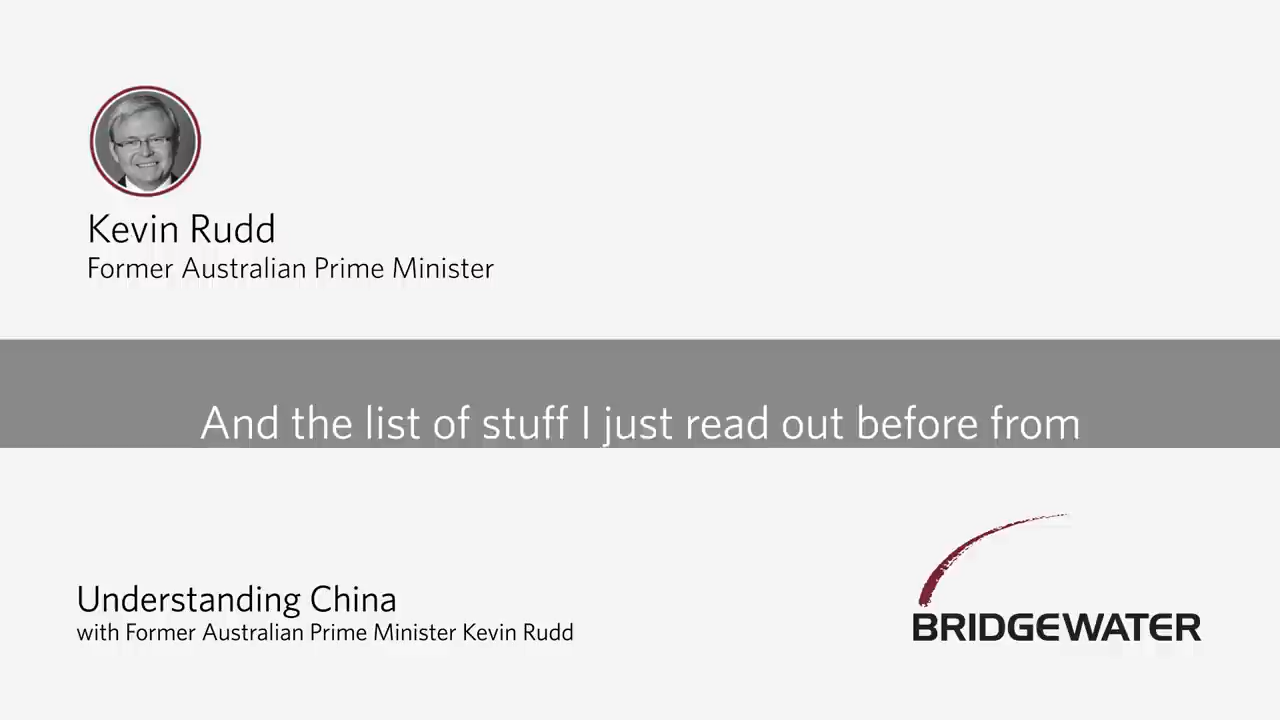 Kevin Rudd
Former Australian Prime Minister
And the list of stuff I just read out before from
Understanding China
with Former Australian Prime Minister Kevin Rudd
BRIDGEWATER